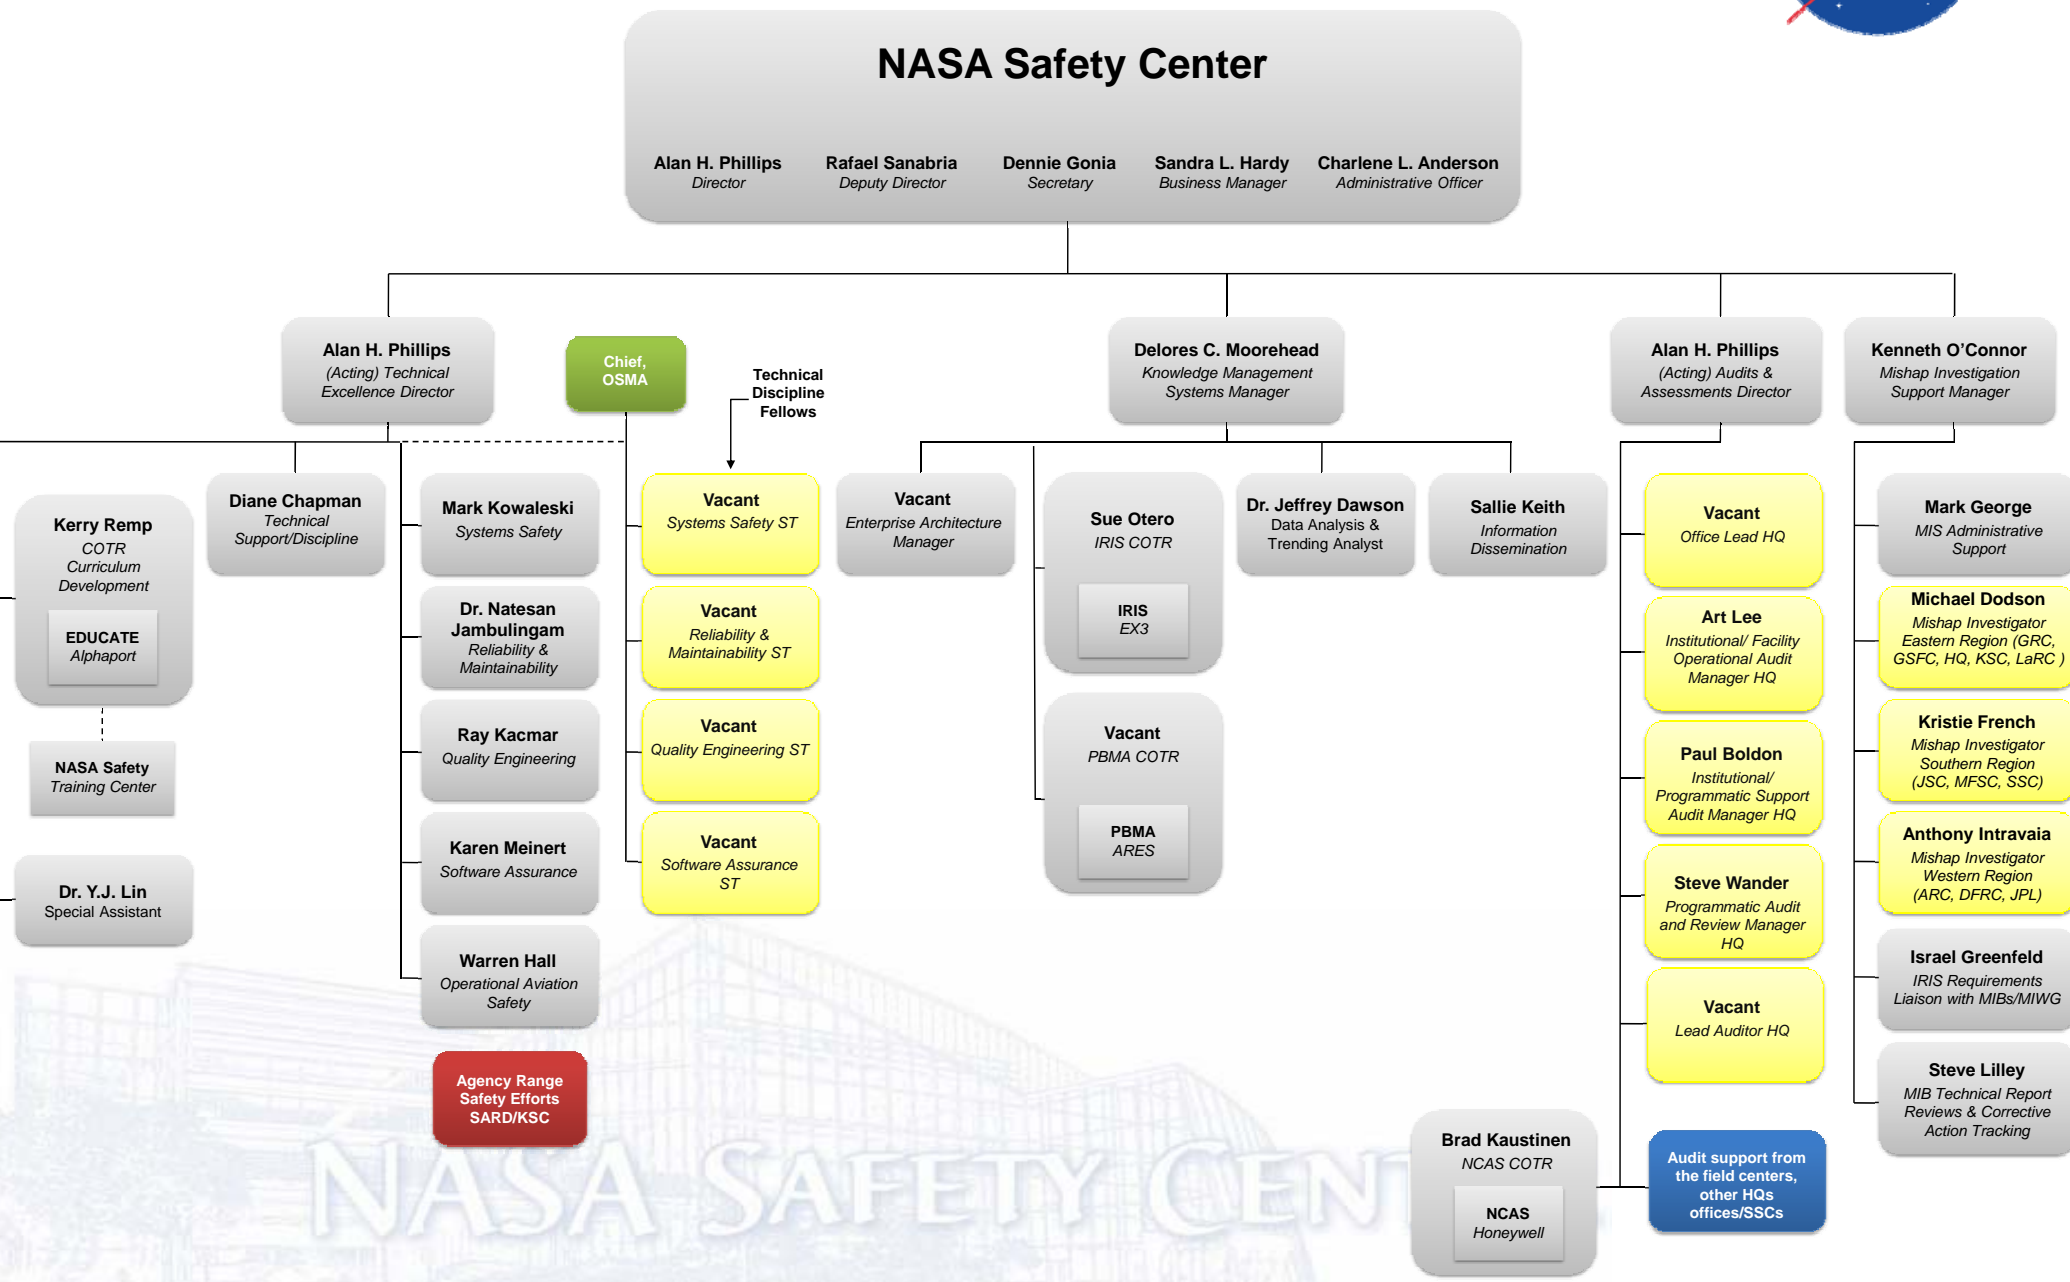 NASA Safety Center
Alan H. Phillips
Director
Rafael Sanabria
Deputy Director
Dennie Gonia
Secretary
Sandra L. Hardy
Business Manager
Charlene L. Anderson
Administrative Officer
Alan H. Phillips
(Acting) Technical
Excellence Director
Chief,
OSMA
Technical
Discipline
Fellows
Delores C. Moorehead
Knowledge Management
Systems Manager
Alan H. Phillips
(Acting) Audits &
Assessments Director
Kenneth O'Connor
Mishap Investigation
Support Manager
Kerry Remp
COTR
Curriculum
Development
EDUCATE
Alphaport
NASA Safety
Training Center
Dr. Y.J. Lin
Special Assistant
Diane Chapman
Technical
Support/Discipline
Mark Kowaleski
Systems Safety
Dr. Natesan
Jambulingam
Reliability &
Maintainability
Ray Kacmar
Quality Engineering
Karen Meinert
Software Assurance
Warren Hall
Operational Aviation
Safety
Agency Range
Safety Efforts
SARD/KSC
Vacant
Systems Safety ST
Vacant
Reliability &
Maintainability ST
Vacant
Quality Engineering ST
Vacant
Software Assurance
ST
Vacant
Enterprise Architecture
Manager
Sue Otero
IRIS COTR
IRIS
EX3
Vacant
PBMA COTR
PBMA
ARES
Dr. Jeffrey Dawson
Data Analysis &
Trending Analyst
Sallie Keith
Information
Dissemination
Vacant
Office Lead HQ
Art Lee
Institutional/ Facility
Operational Audit
Manager HQ
Paul Boldon
Institutional/
Programmatic Support
Audit Manager HQ
Steve Wander
Programmatic Audit
and Review Manager
HQ
Vacant
Lead Auditor HQ
Brad Kaustinen
NCAS COTR
NCAS
Honeywell
Audit support from
the field centers,
other HQs
offices/SSCs
Mark George
MIS Administrative
Support
Michael Dodson
Mishap Investigator
Eastern Region (GRC,
GSFC, HQ, KSC, LaRC )
Kristie French
Mishap Investigator
Southern Region
(JSC, MFSC, SSC)
Anthony Intravaia
Mishap Investigator
Western Region
(ARC, DFRC, JPL)
Israel Greenfeld
IRIS Requirements
Liaison with MIBs/MIWG
Steve Lilley
MIB Technical Report
Reviews & Corrective
Action Tracking
NASA SAFETY CENT